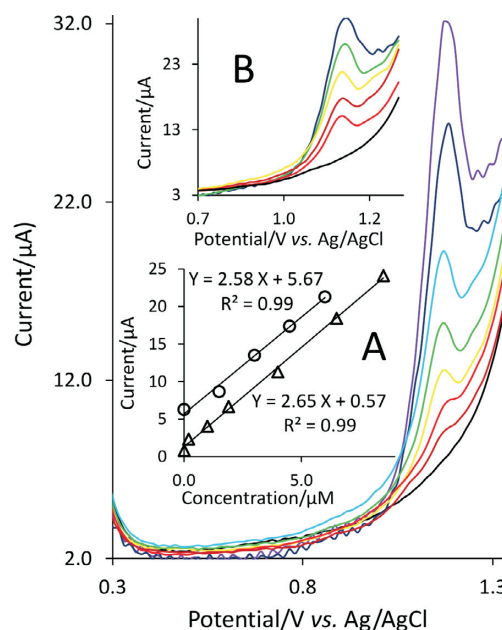 32.0
22.0
12.0
2.0
Current/(µA)
0.3
0.8
1.3
Potential/V vs. Ag/AgCl
B
23
13
3
Current/µA
0.7
1.0
1.2
Potential/V vs. Ag/AgCl
A
25
20
15
10
5
0
Current/µA
Y = 2.58 X + 5.67
R² = 0.99
Y = 2.65 X + 0.57
R² = 0.99
0.0
5.0
Concentration/µM